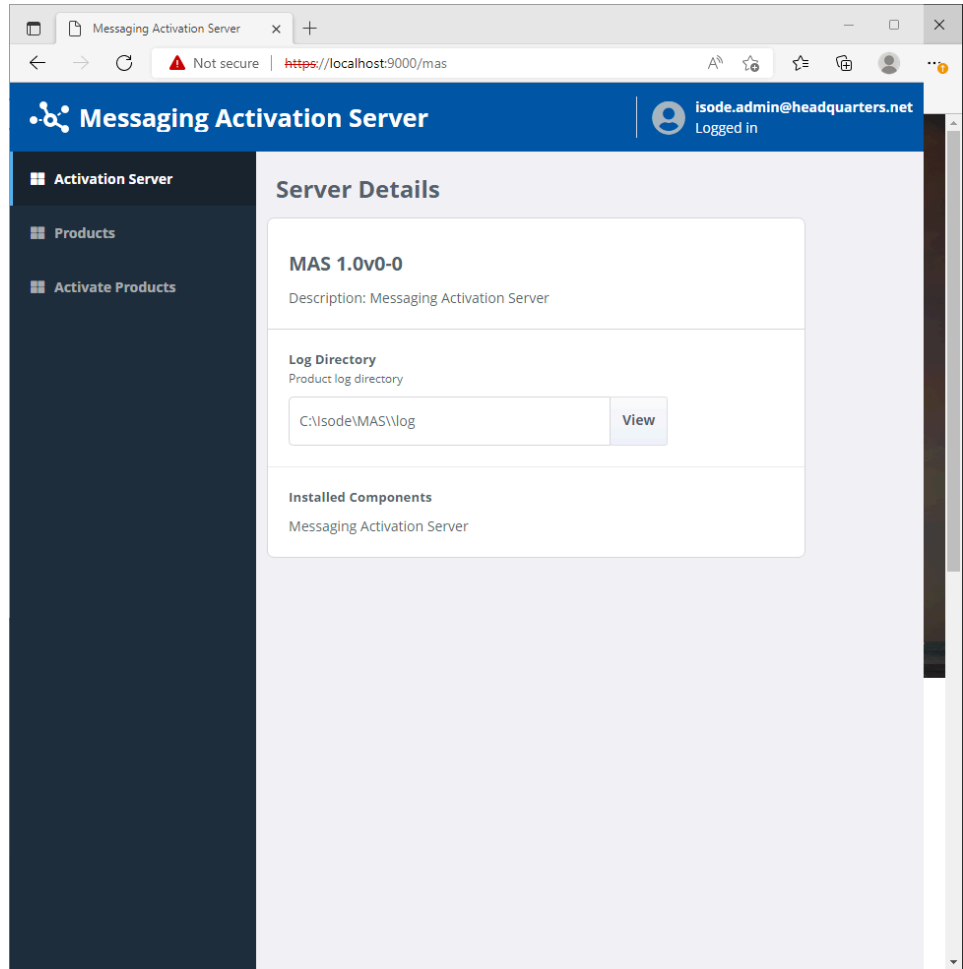 Messaging Activation Server
Not secure
https://localhost:9000/mas
Messaging Activation Server
isode.admin@headquarters.net
Logged in
Activation Server
Products
Activate Products
Server Details
MAS 1.0v0-0
Description: Messaging Activation Server
Log Directory
Product log directory
C:\Isode\MAS\\log
View
Installed Components
Messaging Activation Server